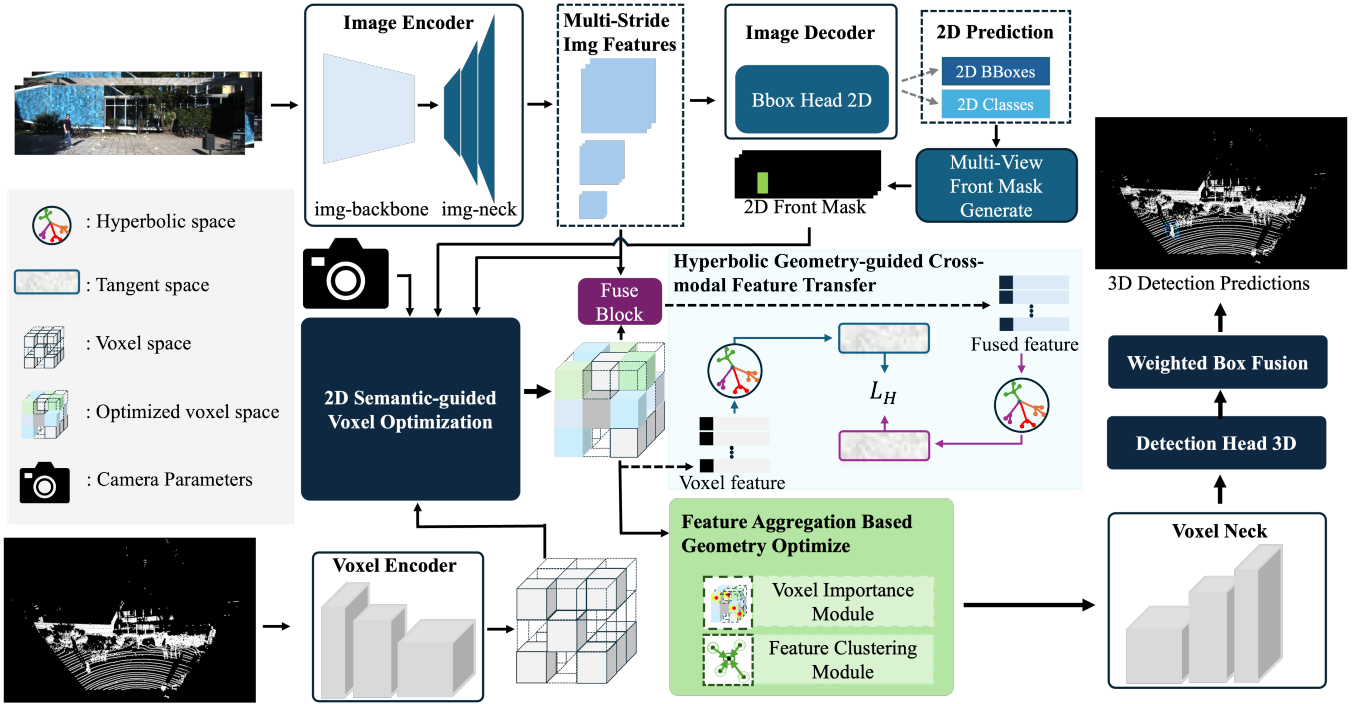 Image Encoder
img-backbone
img-neck
Multi-Stride
Img Features
Image Decoder
Bbox Head 2D
2D Prediction
2D BBoxes
2D Classes
Multi-View
Front Mask
Generate
2D Front Mask
: Hyperbolic space
: Tangent space
: Voxel space
: Optimized voxel space
: Camera Parameters
2D Semantic-guided
Voxel Optimization
Fuse
Block
Hyperbolic Geometry-guided Cross-
modal Feature Transfer
Fused feature
L_H
Voxel feature
3D Detection Predictions
Weighted Box Fusion
Detection Head 3D
Voxel Encoder
Feature Aggregation Based
Geometry Optimize
Voxel Importance
Module
Feature Clustering
Module
Voxel Neck